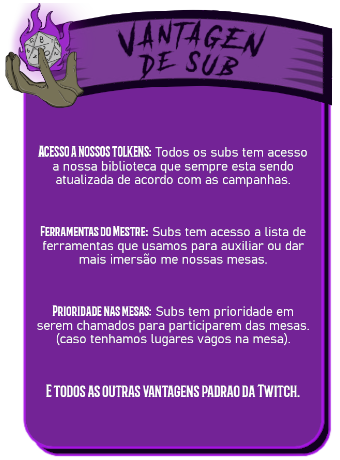 VANTAGEN
DE SUB
ACESSO A NOSSOS TOLKENS: Todos os subs tem acesso
a nossa biblioteca que sempre esta sendo
atualizada de acordo com as campanhas.
FERRAMENTAS DO MESTRE: Subs tem acesso a lista de
ferramentas que usamos para auxiliar ou dar
mais imersão me nossas mesas.
PRIORIDADE NAS MESAS: Subs tem prioridade em
serem chamados para participarem das mesas.
(caso tenhamos lugares vagos na mesa).
E TODOS AS OUTRAS VANTAGENS PADRAO DA TWITCH.